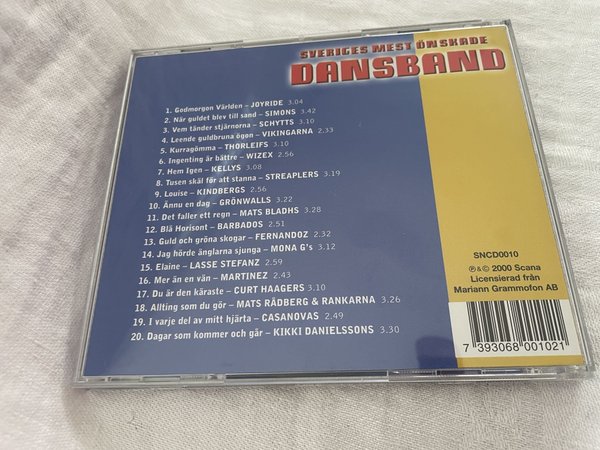 SVERIGES MEST ÖNSKADE
DANSBAND
1. Godmorgon Världen – JOYRIDE 3.04
2. När guldet blev till sand – SIMONS 3.42
3. Vem tänder stjärnorna – SCHYTTS 3.10
4. Leende guldbruna ögon – VIKINGARNA 2.33
5. Kurragömma – THORLEIFS 3.10
6. Ingenting är bättre – WIZEX 2.56
7. Hem Igen – KELLYS 3.08
8. Tusen skäl för att stanna – STREAPLERS 3.19
9. Louise – KINDBERGS 2.56
10. Ännu en dag – GRÖNWALLS 3.22
11. Det faller ett regn – MATS BLADHS 3.28
12. Blå Horisont – BARBADOS 2.51
13. Guld och gröna skogar – FERNANDOZ 2.32
14. Jag hörde änglarna sjunga – MONA G's 3.12
15. Elaine – LASSE STEFANZ 2.59
16. Mer än en vän – MARTINEZ 2.43
17. Du är den käraste – CURT HAAGERS 3.10
18. Allting som du gör – MATS RÅDBERG & RANKARNA 3.26
19. I varje del av mitt hjärta – CASANOVAS 2.49
20. Dagar som kommer och går – KIKKI DANIELSSONS 3.30
SNCD0010
℗&© 2000 Scana
Licensierad från
Mariann Grammofon AB
7 393068 001021